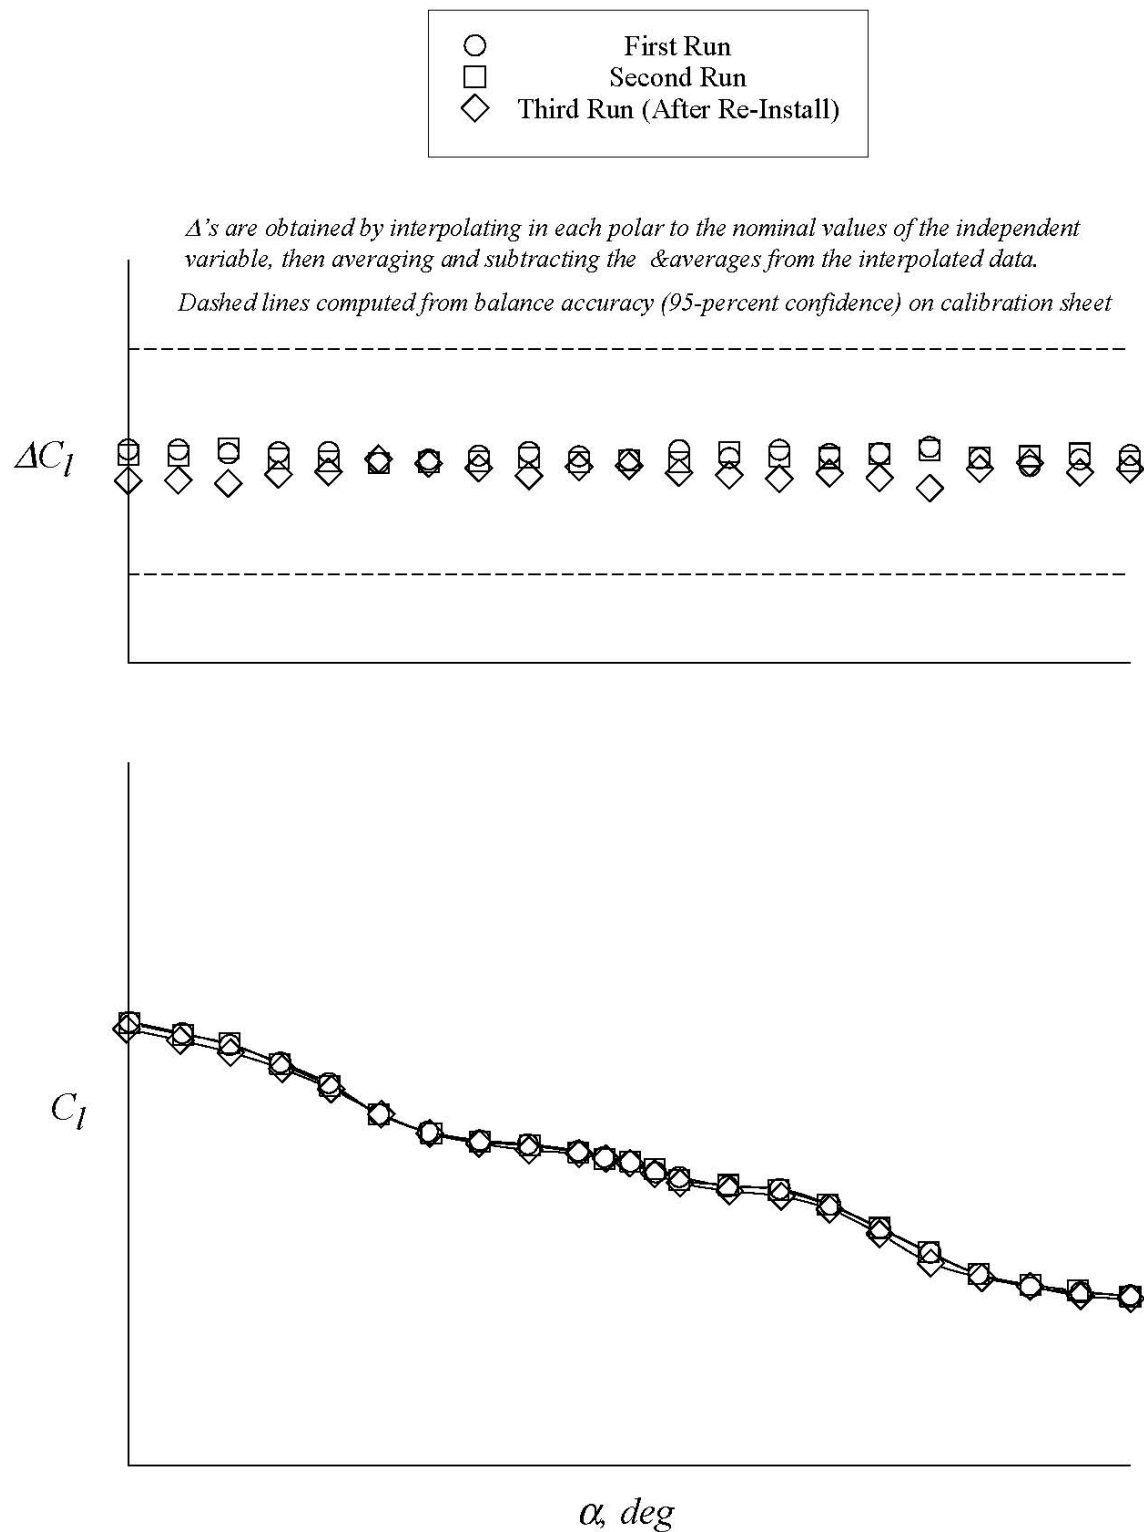 First Run
Second Run
Third Run (After Re-Install)
Δ's are obtained by interpolating in each polar to the nominal values of the independent
variable, then averaging and subtracting the &averages from the interpolated data.
Dashed lines computed from balance accuracy (95-percent confidence) on calibration sheet
ΔCl
Cl
α, deg